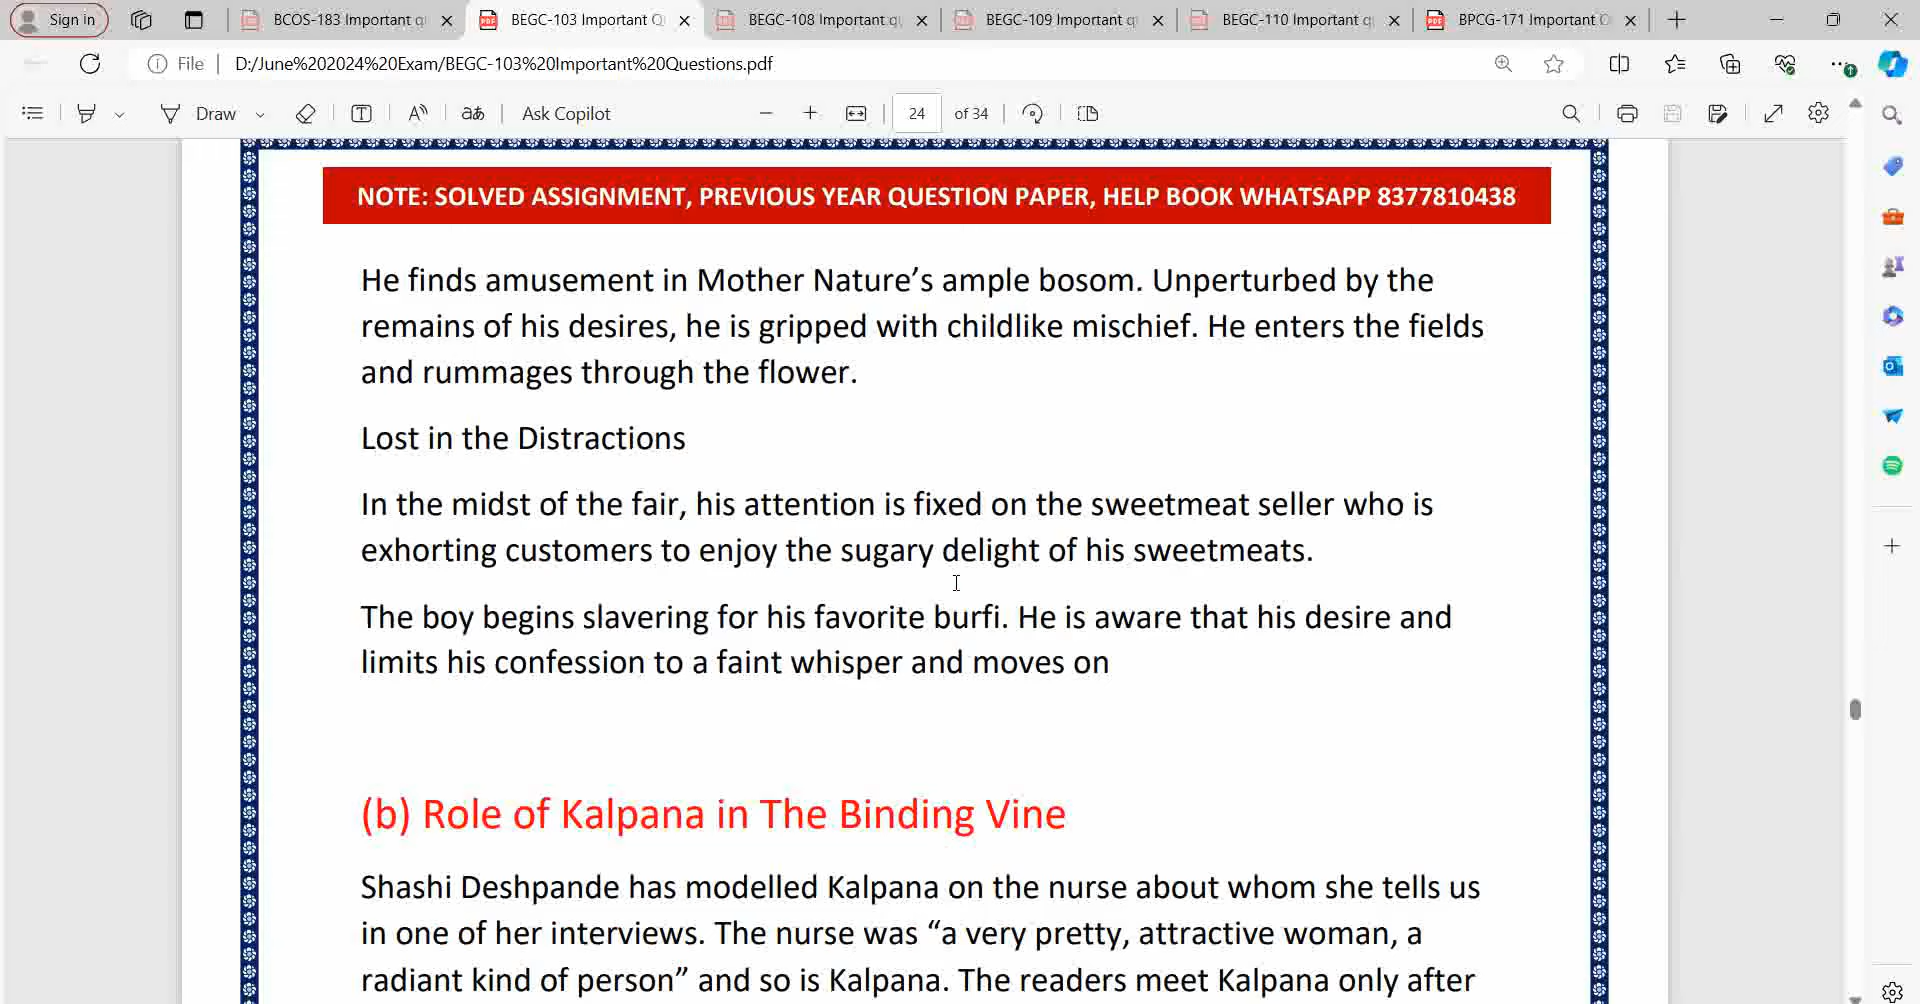 Sign in
BCOS-183 Important q
BEGC-103 Important Q
BEGC-108 Important q
BEGC-109 Important q
BEGC-110 Important q
BPCG-171 Important
File
D:/June%202024%20Exam/BEGC-103%20Important%20Questions.pdf
Draw
Ask Copilot
24 of 34
NOTE: SOLVED ASSIGNMENT, PREVIOUS YEAR QUESTION PAPER, HELP BOOK WHATSAPP 8377810438
He finds amusement in Mother Nature’s ample bosom. Unperturbed by the
remains of his desires, he is gripped with childlike mischief. He enters the fields
and rummages through the flower.
Lost in the Distractions
In the midst of the fair, his attention is fixed on the sweetmeat seller who is
exhorting customers to enjoy the sugary delight of his sweetmeats.
The boy begins slavering for his favorite burfi. He is aware that his desire and
limits his confession to a faint whisper and moves on
(b) Role of Kalpana in The Binding Vine
Shashi Deshpande has modelled Kalpana on the nurse about whom she tells us
in one of her interviews. The nurse was “a very pretty, attractive woman, a
radiant kind of person” and so is Kalpana. The readers meet Kalpana only after